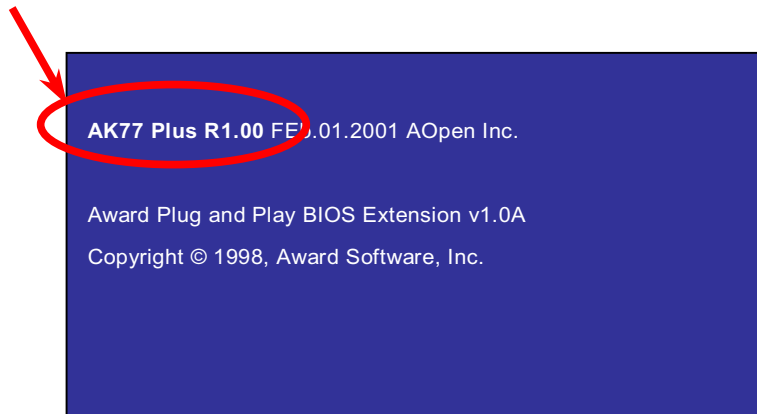 AK77 Plus R1.00 FEB.01.2001 AOpen Inc.
Award Plug and Play BIOS Extension v1.0A
Copyright © 1998, Award Software, Inc.